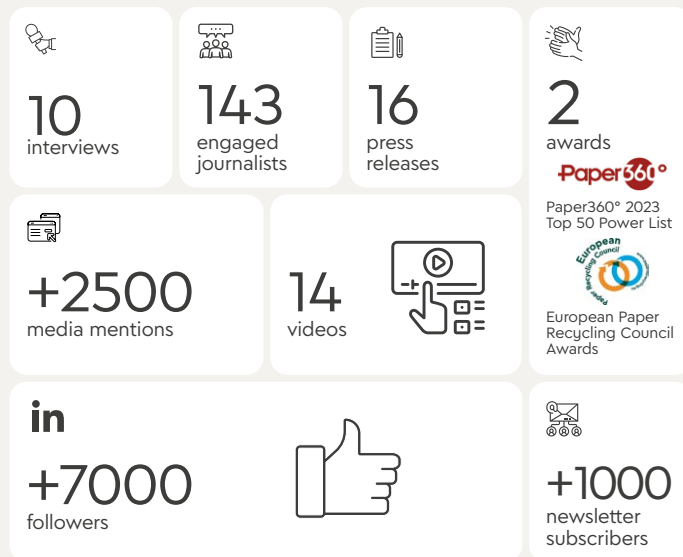 10
interviews
143
engaged
journalists
16
press
releases
2
awards
Paper360°
Paper360° 2023
Top 50 Power List
European
Paper Recycling Council
European Paper
Recycling Council
Awards
+2500
media mentions
14
videos
in
+7000
followers
+1000
newsletter
subscribers